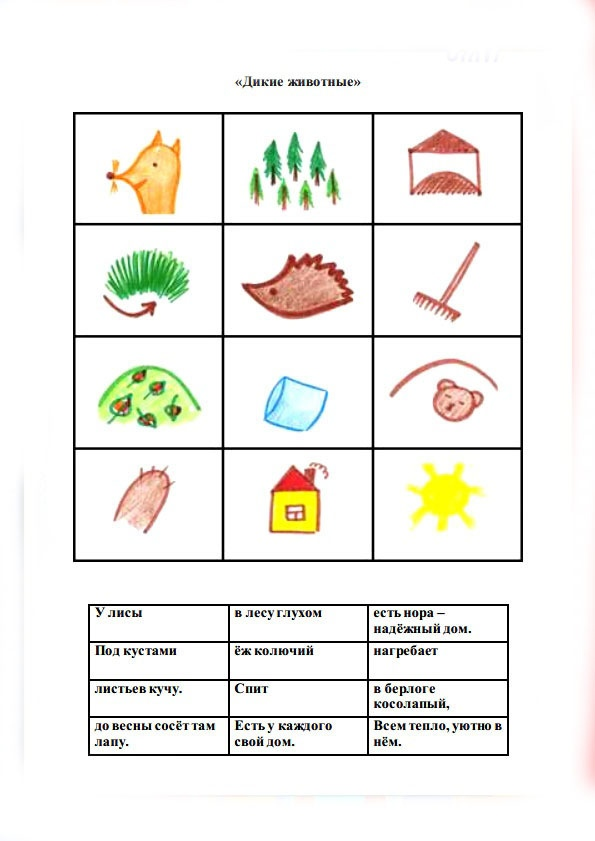 «Дикие животные»
У лисы
в лесу глухом
есть нора –
надёжный дом.
Под кустами
ёж колючий
нагребает
листьев кучу.
Спит
в берлоге
косолапый,
до весны сосёт там
лапу.
Есть у каждого
свой дом.
Всем тепло, уютно в
нём.